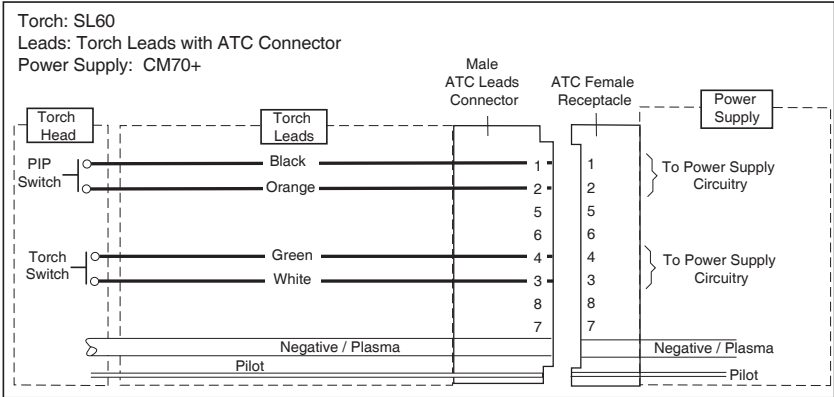 Torch: SL60
Leads: Torch Leads with ATC Connector
Power Supply: CM70+
Male
ATC Leads
Connector
ATC Female
Receptacle
Power
Supply
Torch
Head
Torch
Leads
PIP
Switch
Black
Orange
1
2
5
6
4
3
8
7
1
2
5
6
4
3
8
7
To Power Supply
Circuitry
Torch
Switch
Green
White
To Power Supply
Circuitry
Negative / Plasma
Negative / Plasma
Pilot
Pilot